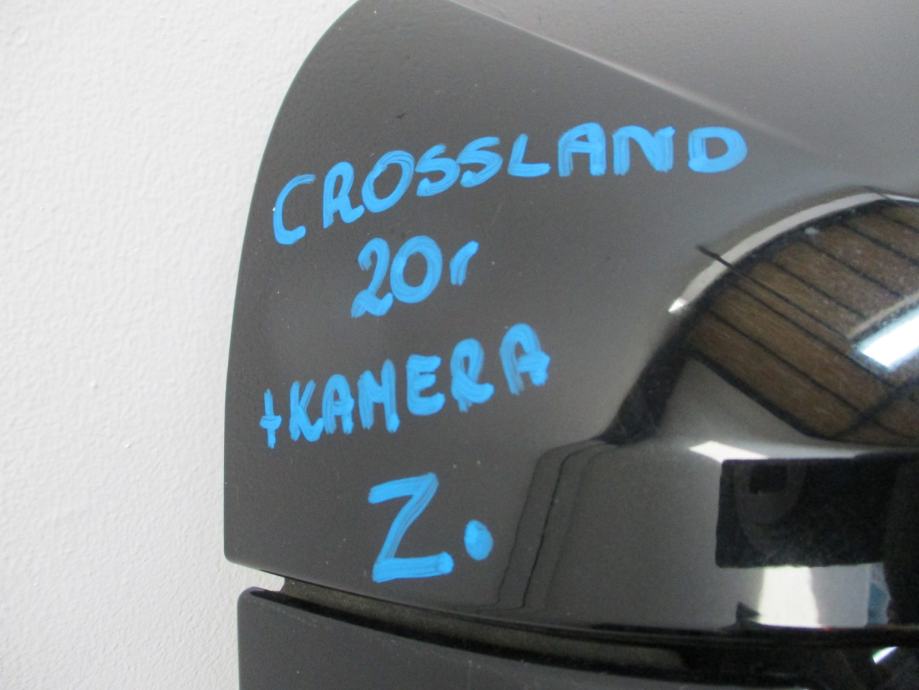 CROSSLAND
20r
+KAMERA
Z.